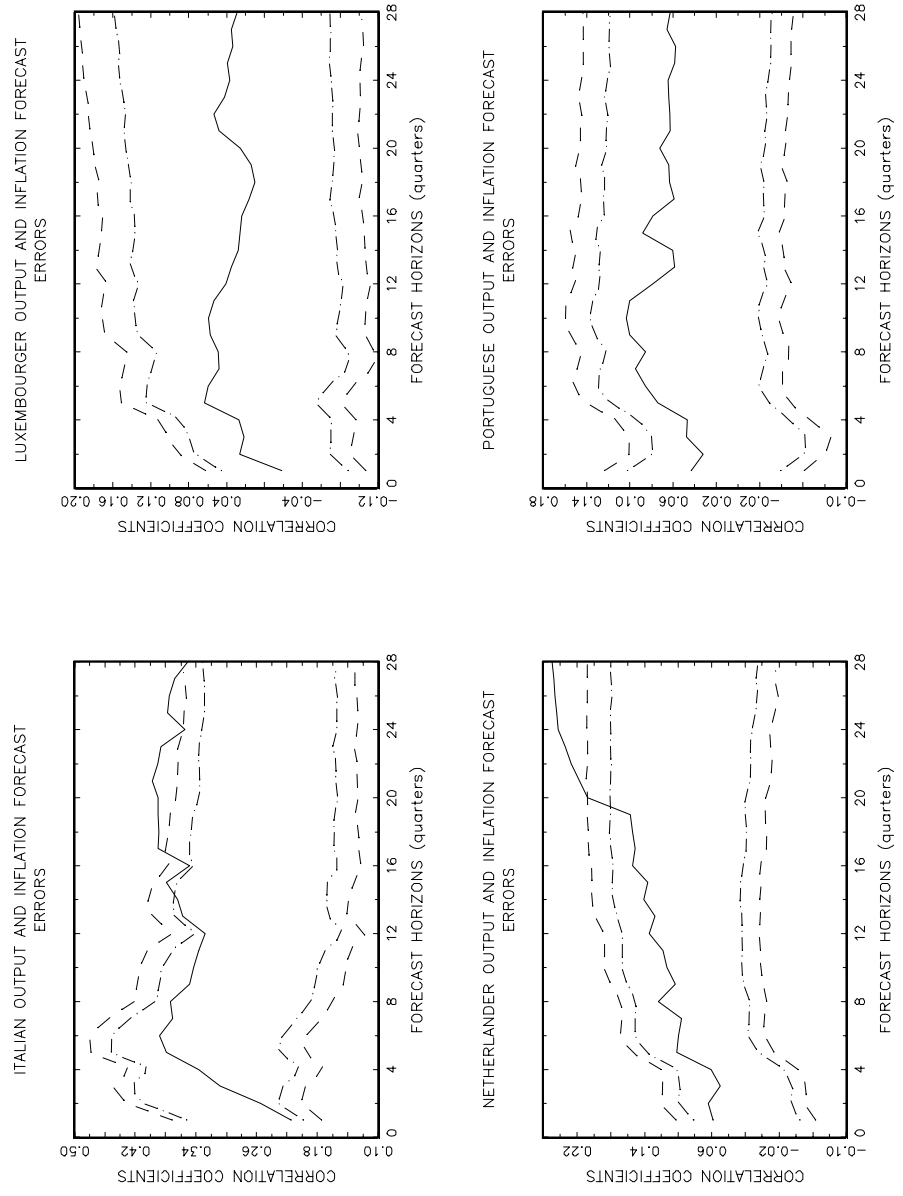 ITALIAN OUTPUT AND INFLATION FORECAST
ERRORS
CORRELATION COEFFICIENTS
0.50
0.42
0.34
0.26
0.18
0.10
0 4 8 12 16 20 24 28
FORECAST HORIZONS (quarters)
LUXEMBOURGER OUTPUT AND INFLATION FORECAST
ERRORS
CORRELATION COEFFICIENTS
0.20
0.16
0.12
0.08
0.04
−0.04
−0.12
0 4 8 12 16 20 24 28
FORECAST HORIZONS (quarters)
NETHERLANDER OUTPUT AND INFLATION FORECAST
ERRORS
CORRELATION COEFFICIENTS
0.22
0.14
0.06
−0.02
−0.10
0 4 8 12 16 20 24 28
FORECAST HORIZONS (quarters)
PORTUGUESE OUTPUT AND INFLATION FORECAST
ERRORS
CORRELATION COEFFICIENTS
0.18
0.14
0.10
0.06
0.02
−0.02
−0.10
0 4 8 12 16 20 24 28
FORECAST HORIZONS (quarters)